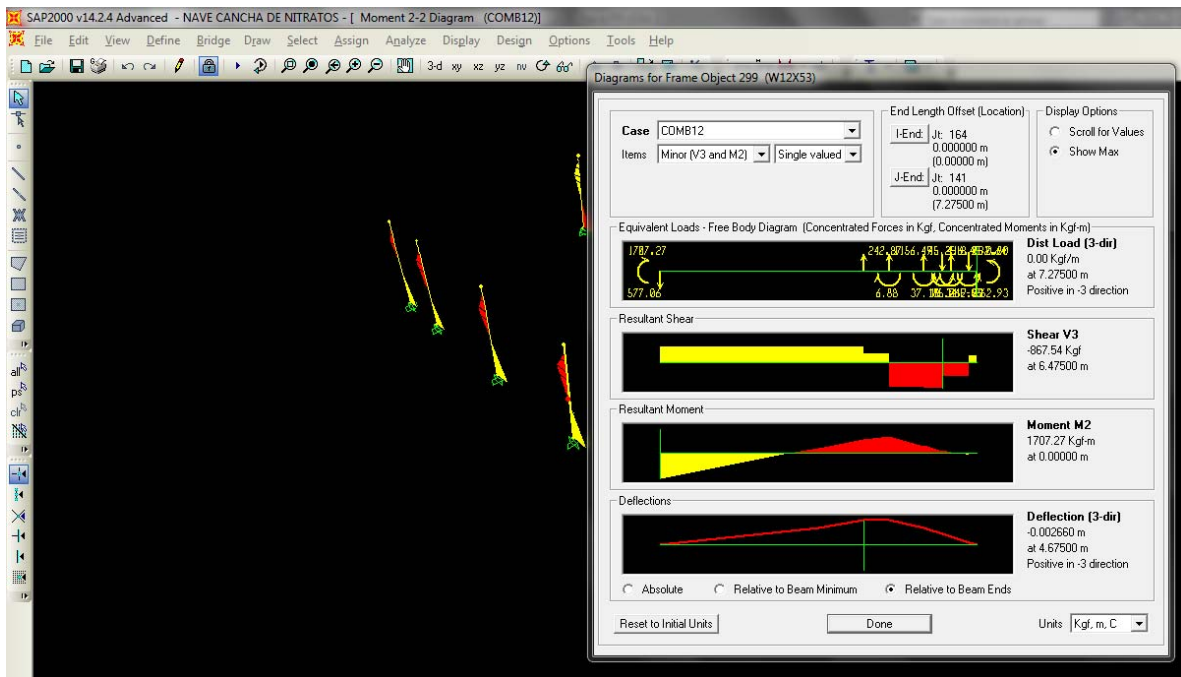 SAP2000 v14.2.4 Advanced - NAVE CANCHA DE NITRATOS - [ Moment 2-2 Diagram (COMB12)]
File Edit View Define Bridge Draw Select Assign Analyze Display Design Options Tools Help
3-d xy xz yz nv
all
ps
clr
Diagrams for Frame Object 299 (W12X53)
Case COMB12
Items Minor (V3 and M2) Single valued
End Length Offset (Location)
I-End: Jt: 164
0.000000 m
(0.00000 m)
J-End: Jt: 141
0.000000 m
(7.27500 m)
Display Options
Scroll for Values
Show Max
Equivalent Loads - Free Body Diagram (Concentrated Forces in Kgf, Concentrated Moments in Kgf-m)
1707.27
577.06
6.88
Dist Load (3-dir)
0.00 Kgf/m
at 7.27500 m
Positive in -3 direction
Resultant Shear
Shear V3
-867.54 Kgf
at 6.47500 m
Resultant Moment
Moment M2
1707.27 Kgf-m
at 0.00000 m
Deflections
Deflection (3-dir)
-0.002660 m
at 4.67500 m
Positive in -3 direction
Absolute Relative to Beam Minimum Relative to Beam Ends
Reset to Initial Units Done Units Kgf, m, C